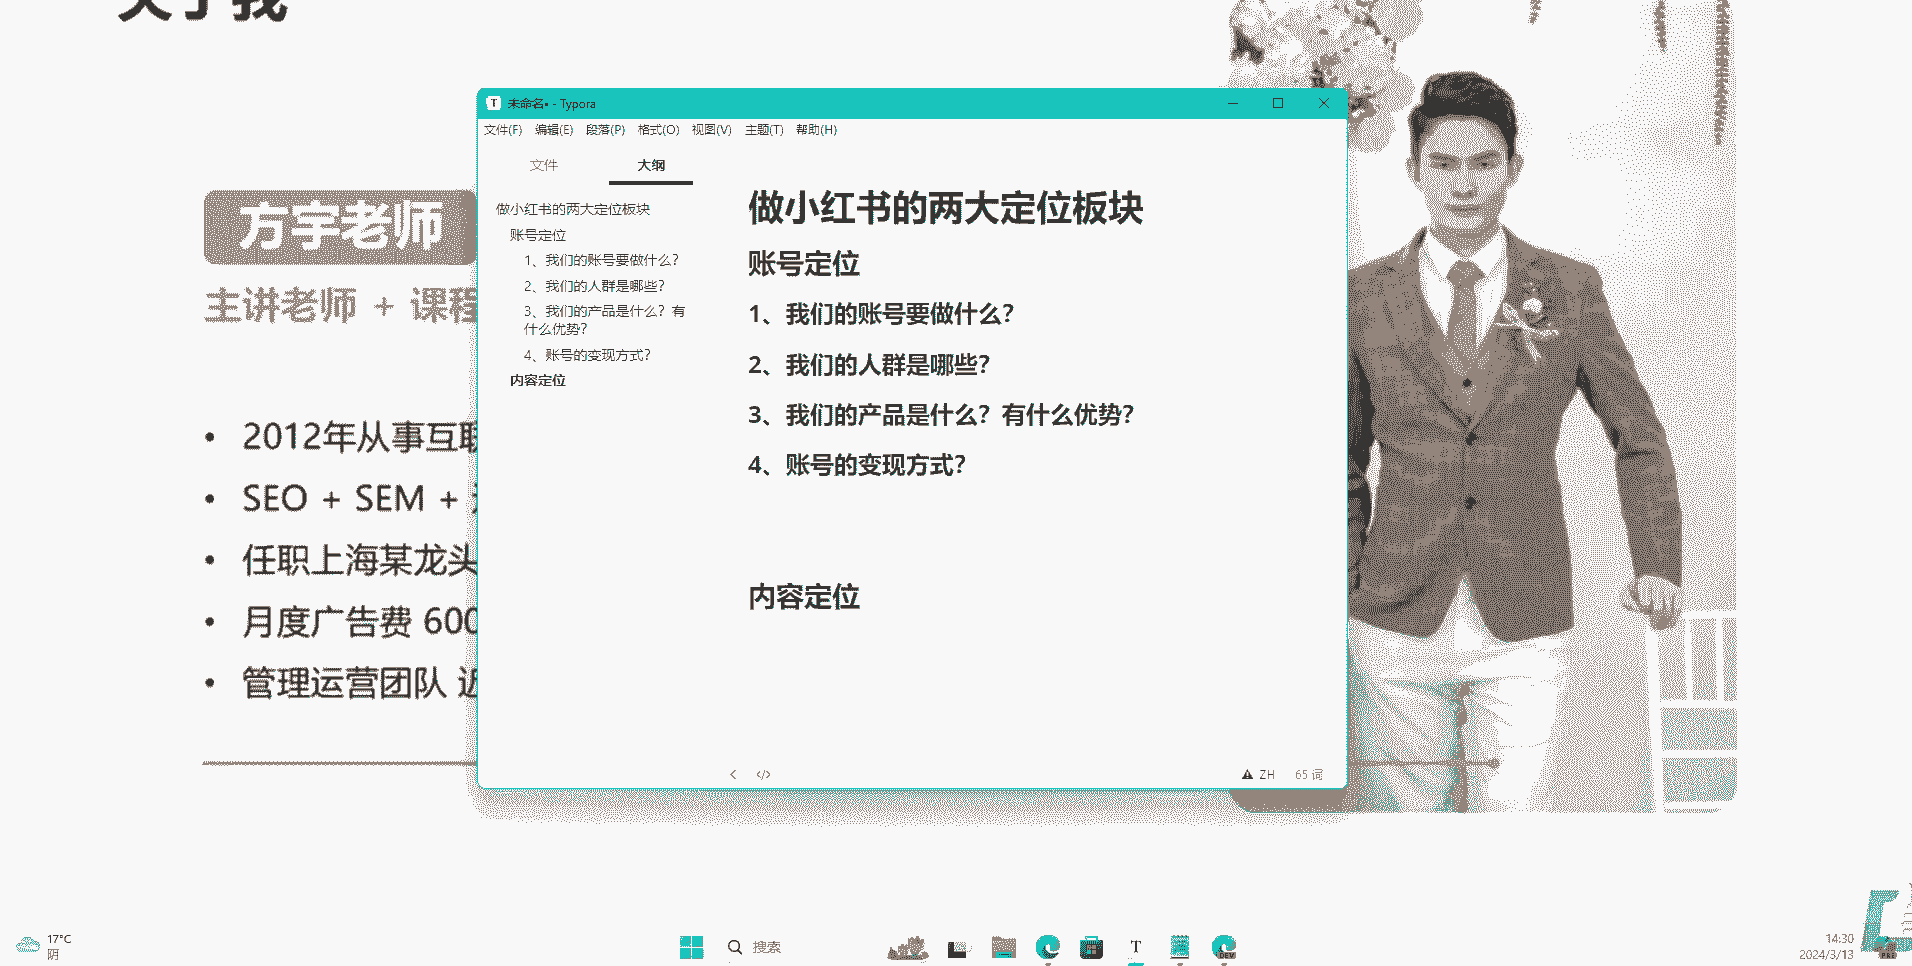 关于我
方宇老师
主讲老师 + 课程
2012年从事互联
SEO + SEM +
任职上海某龙头
月度广告费 600
管理运营团队 近
未命名• - Typora
文件(F) 编辑(E) 段落(P) 格式(O) 视图(V) 主题(T) 帮助(H)
文件 大纲
做小红书的两大定位板块
账号定位
1、我们的账号要做什么?
2、我们的人群是哪些?
3、我们的产品是什么? 有
什么优势?
4、账号的变现方式?
内容定位
做小红书的两大定位板块
账号定位
1、我们的账号要做什么?
2、我们的人群是哪些?
3、我们的产品是什么? 有什么优势?
4、账号的变现方式?
内容定位
ZH 65 词
17°C
阴
搜索
DEV
14:30
2024/3/13
PRE